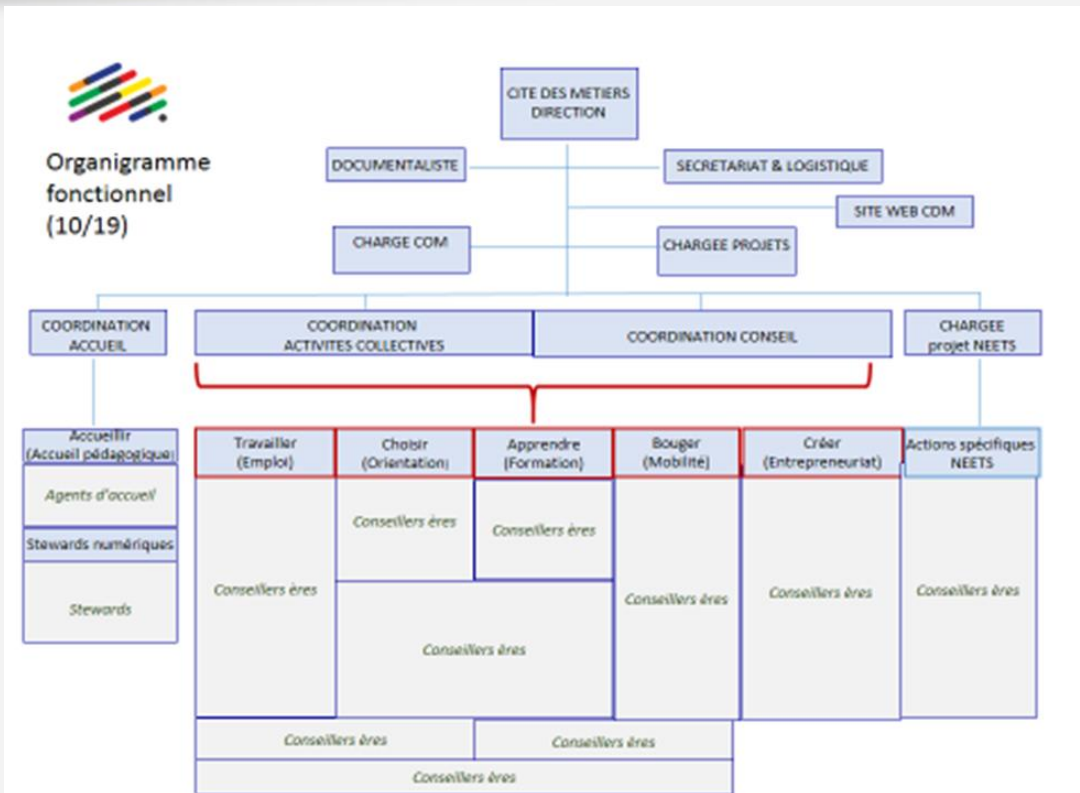 CITE DES METIERS
DIRECTION
Organigramme
fonctionnel
(10/19)
DOCUMENTALISTE
SECRETARIAT & LOGISTIQUE
SITE WEB CDM
CHARGE COM
CHARGEE PROJETS
COORDINATION
ACCUEIL
COORDINATION
ACTIVITES COLLECTIVES
COORDINATION CONSEIL
CHARGEE
projet NEETS
Accueillir
(Accueil pédagogique)
Travailler
(Emploi)
Choisir
(Orientation)
Apprendre
(Formation)
Bouger
(Mobilité)
Créer
(Entrepreneuriat)
Actions spécifiques
NEETS
Agents d'accueil
Stewards numériques
Stewards
Conseillers ères
Conseillers ères
Conseillers ères
Conseillers ères
Conseillers ères
Conseillers ères
Conseillers ères
Conseillers ères
Conseillers ères
Conseillers ères